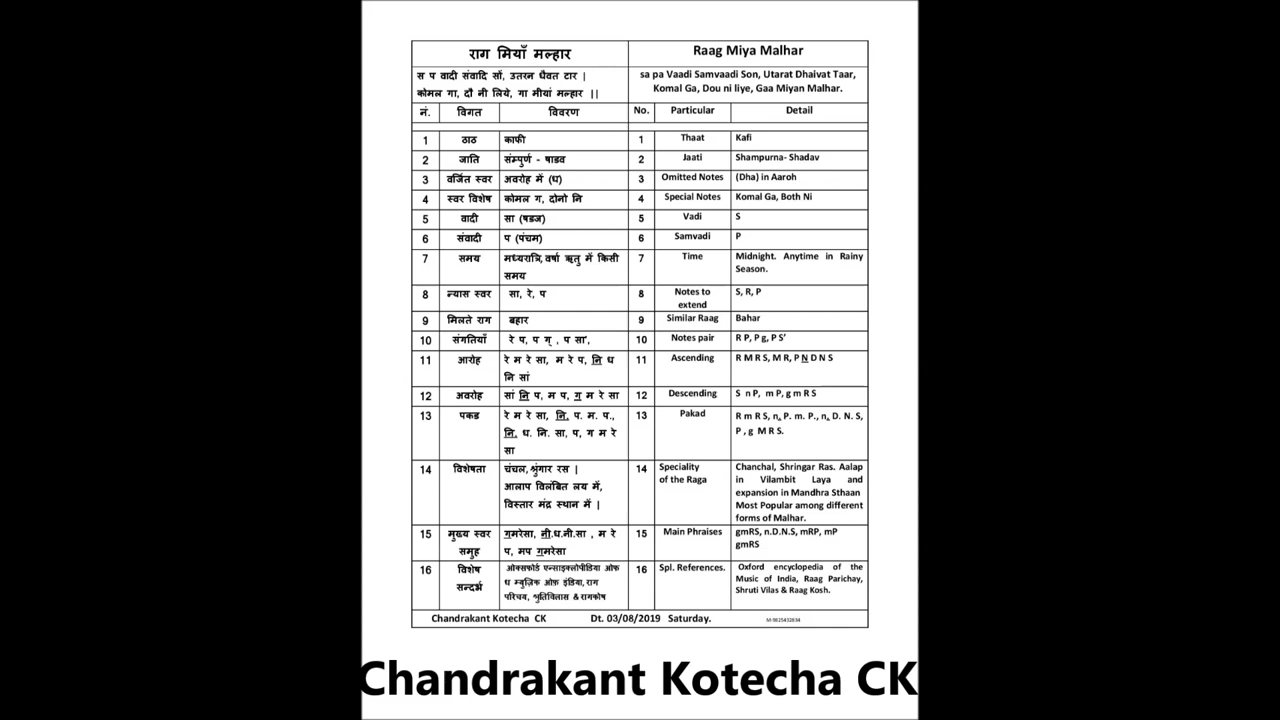 राग मियाँ मल्हार
Raag Miya Malhar
स प वादी संवादि सों, उतरन धैवत टार |
कोमल गा, दौ नी लिये, गा मीयां मल्हार ||
sa pa Vaadi Samvaadi Son, Utarat Dhaivat Taar,
Komal Ga, Dou ni liye, Gaa Miyan Malhar.
नं. विगत विवरण
No. Particular Detail
1 ठाठ काफी
1 Thaat Kafi
2 जाति संम्पुर्ण - षाडव
2 Jaati Shampurna- Shadav
3 वर्जित स्वर अवरोह में (ध)
3 Omitted Notes (Dha) in Aaroh
4 स्वर विशेष कोमल ग, दोनो नि
4 Special Notes Komal Ga, Both Ni
5 वादी सा (षडज)
5 Vadi S
6 संवादी प (पंचम)
6 Samvadi P
7 समय मध्यरात्रि, वर्षा ऋतु में किसी
समय
7 Time Midnight. Anytime in Rainy
Season.
8 न्यास स्वर सा, रे, प
8 Notes to
extend
S, R, P
9 मिलते राग बहार
9 Similar Raag Bahar
10 संगतियाँ रे प, प ग् , प सा',
10 Notes pair R P, P g, P S’
11 आरोह रे म रे सा, म रे प, नि ध
नि सां
11 Ascending R M R S, M R, P N D N S
12 अवरोह सां नि प, म प, ग म रे सा
12 Descending S n P, m P, g m R S
13 पकड रे म रे सा, नि. प. म. प.,
नि. ध. नि. सा, प, ग म रे
सा
13 Pakad R m R S, n. P. m. P., n. D. N. S,
P , g M R S.
14 विशेषता चंचल, श्रुंगार रस |
आलाप विलंबित लय में,
विस्तार मंद्र स्थान में |
14 Speciality
of the Raga
Chanchal, Shringar Ras. Aalap
in Vilambit Laya and
expansion in Mandhra Sthaan
Most Popular among different
forms of Malhar.
15 मुख्य स्वर
समुह
गमरेसा, नी.ध.नी.सा , म रे
प, मप गमरेसा
15 Main Phraises gmRS, n.D.N.S, mRP, mP
gmRS
16 विशेष
सन्दर्भ
ओक्सफोर्ड एन्साइक्लोपीडिया ओफ
ध म्युज़िक ओफ़ इंडिया, राग
परिचय, श्रुतिविलास & रागकोष
16 Spl. References. Oxford encyclopedia of the
Music of India, Raag Parichay,
Shruti Vilas & Raag Kosh.
Chandrakant Kotecha CK Dt. 03/08/2019 Saturday.
Chandrakant Kotecha CK